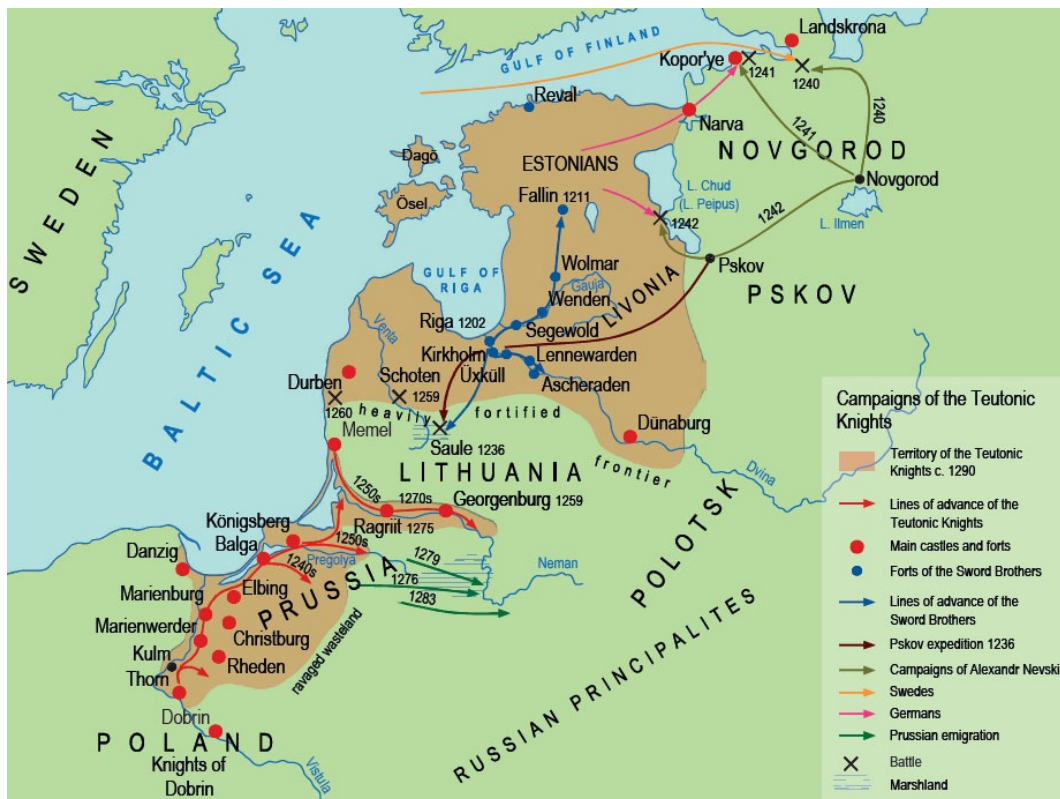 Landskrona
GULF OF FINLAND
Kopor'ye
1241
1240
Reval
Narva
1240
1241
SWEDEN
Dagö
ESTONIANS
NOVGOROD
Ösel
Fallin 1211
L. Chud
(L. Peipus)
Novgorod
1242
1242
L. Ilmen
BALTIC SEA
GULF OF
RIGA
Wolmar
Pskov
Gauja
LIVONIA
PSKOV
Wenden
Venta
Riga 1202
Segewold
Kirkholm
Lennewarden
Üxküll
Schoten
1259
Durben
Ascheraden
1260
heavily fortified
frontier
Memel
Saule 1236
Dünaburg
LITHUANIA
Dvina
1250s
1270s
Georgenburg 1259
Ragriit 1275
Königsberg
1250s
Balga
Danzig
Pregolya
1279
Neman
POLOTSK
1240s
1276
Marienburg
Elbing
PRUSSIA
1283
Marienwerder
Christburg
Kulm
Rheden
ravaged wasteland
Thorn
Dobrin
POLAND
Knights of
Dobrin
Vistula
RUSSIAN PRINCIPALITES
Campaigns of the Teutonic
Knights
Territory of the Teutonic
Knights c. 1290
Lines of advance of the
Teutonic Knights
Main castles and forts
Forts of the Sword Brothers
Lines of advance of the
Sword Brothers
Pskov expedition 1236
Campaigns of Alexandr Nevski
Swedes
Germans
Prussian emigration
Battle
Marshland